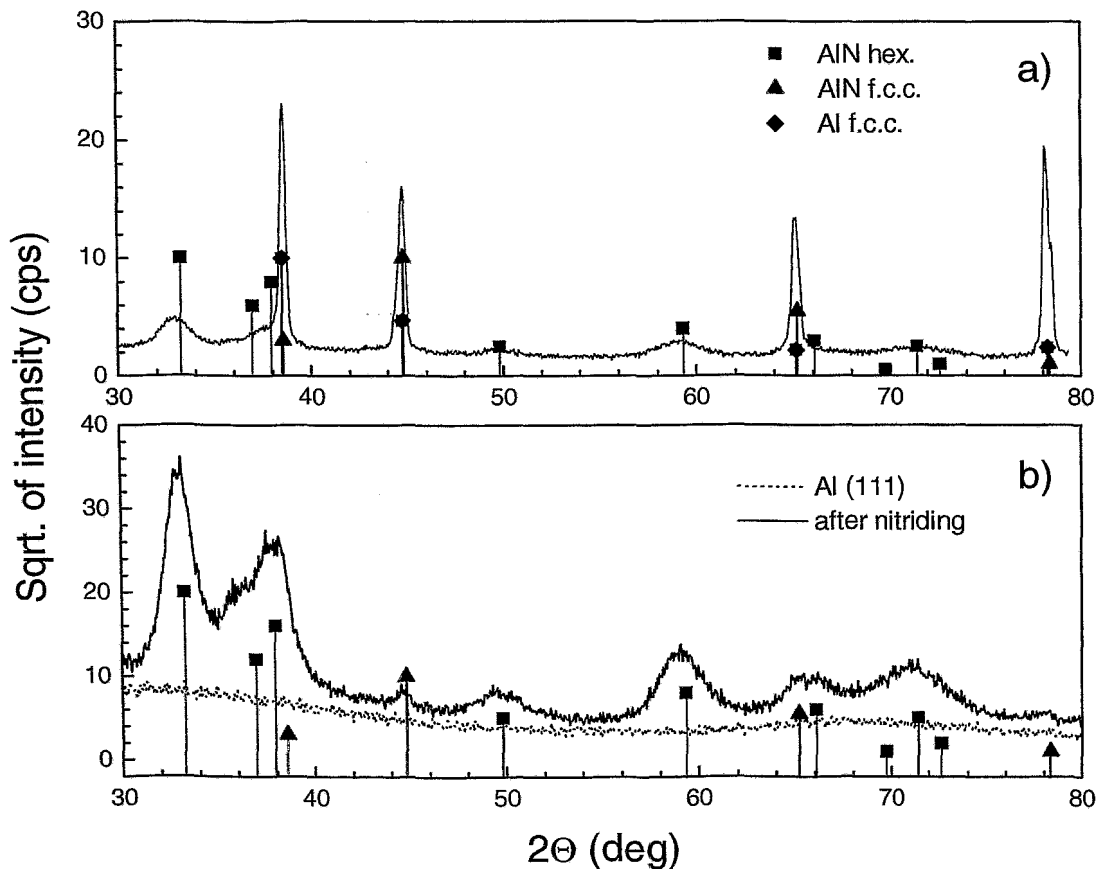 30
AlN hex.
a)
AlN f.c.c.
Al f.c.c.
20
10
0
30 40 50 60 70 80
Sqrt. of intensity (cps)
40
Al (111)
b)
after nitriding
30
20
10
0
30 40 50 60 70 80
2Θ (deg)